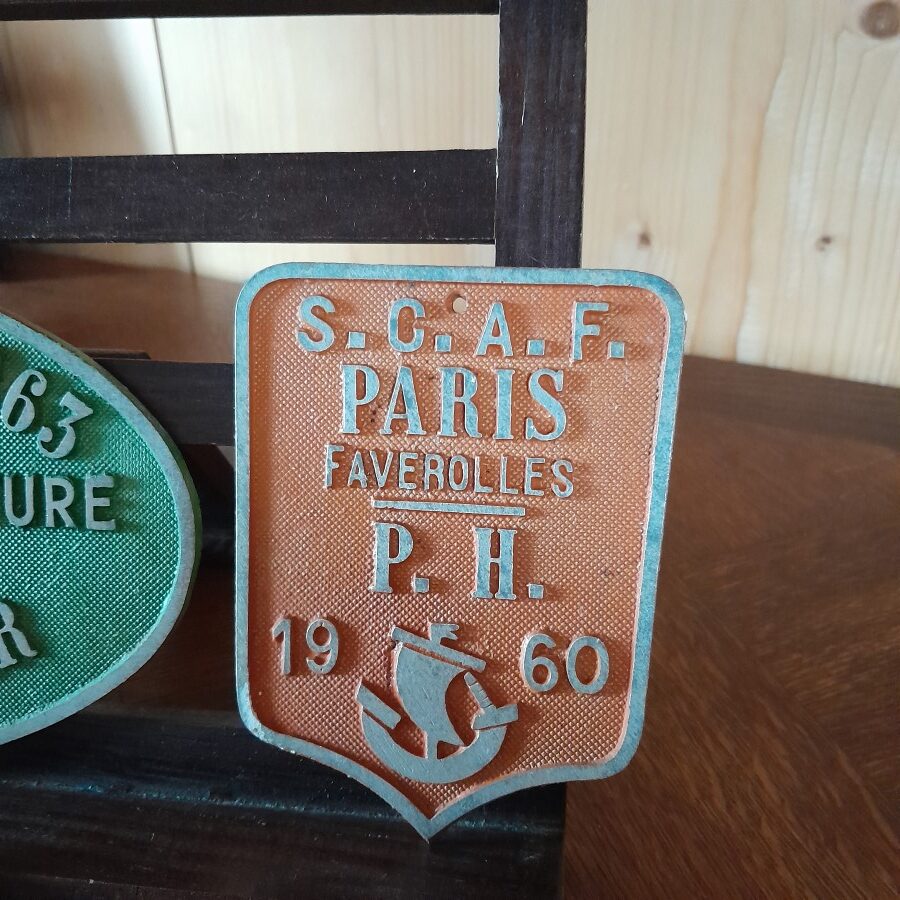 S.C.A.F.
PARIS
FAVEROLLES
P. H.
19 60
63
URE
R